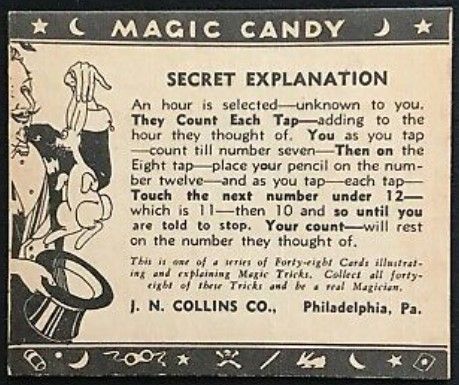 MAGIC CANDY
SECRET EXPLANATION
An hour is selected—unknown to you.
They Count Each Tap—adding to the
hour they thought of. You as you tap
—count till number seven—Then on the
Eight tap—place your pencil on the num-
ber twelve—and as you tap—each tap—
Touch the next number under 12—
which is 11—then 10 and so until you
are told to stop. Your count—will rest
on the number they thought of.
This is one of a series of Forty-eight Cards illustrat-
ing and explaining Magic Tricks. Collect all forty-
eight of these Tricks and be a real Magician.
J. N. COLLINS CO., Philadelphia, Pa.